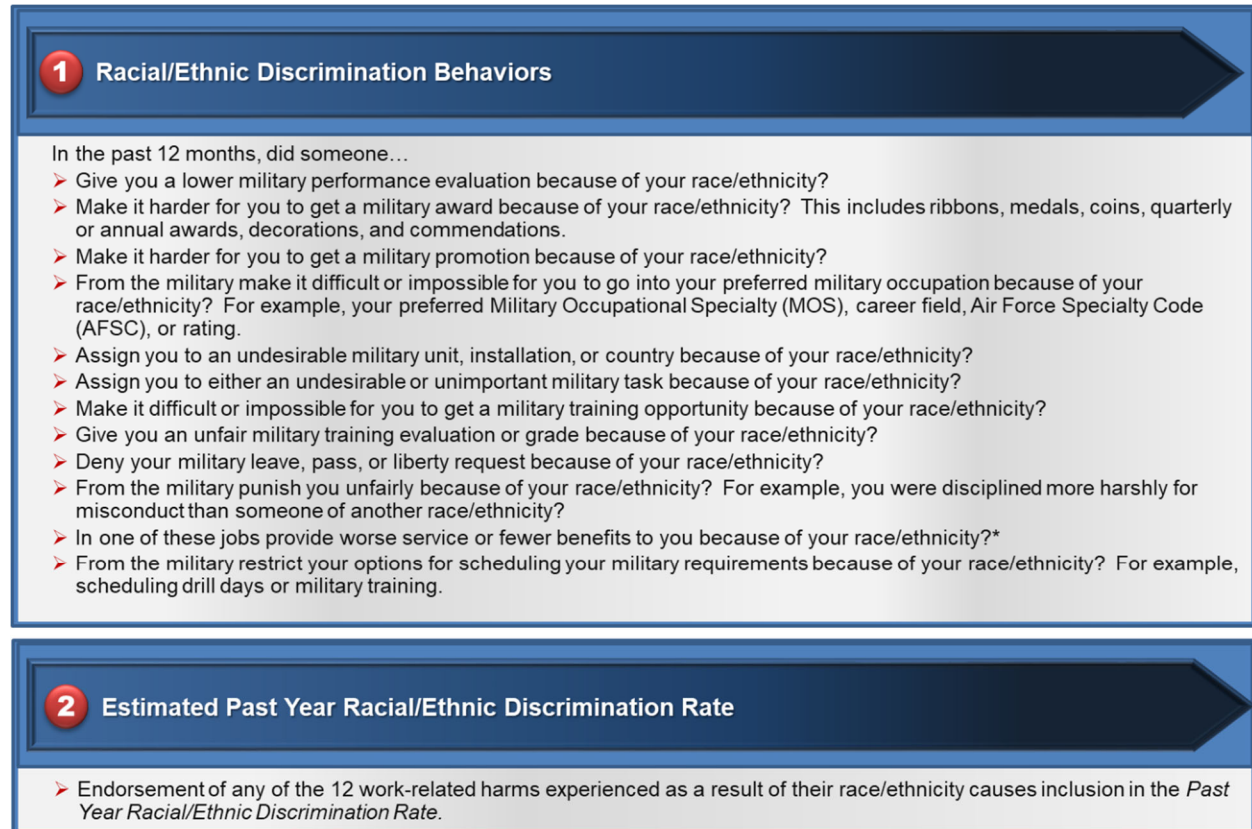 1 Racial/Ethnic Discrimination Behaviors
In the past 12 months, did someone…
➢ Give you a lower military performance evaluation because of your race/ethnicity?
➢ Make it harder for you to get a military award because of your race/ethnicity? This includes ribbons, medals, coins, quarterly
or annual awards, decorations, and commendations.
➢ Make it harder for you to get a military promotion because of your race/ethnicity?
➢ From the military make it difficult or impossible for you to go into your preferred military occupation because of your
race/ethnicity? For example, your preferred Military Occupational Specialty (MOS), career field, Air Force Specialty Code
(AFSC), or rating.
➢ Assign you to an undesirable military unit, installation, or country because of your race/ethnicity?
➢ Assign you to either an undesirable or unimportant military task because of your race/ethnicity?
➢ Make it difficult or impossible for you to get a military training opportunity because of your race/ethnicity?
➢ Give you an unfair military training evaluation or grade because of your race/ethnicity?
➢ Deny your military leave, pass, or liberty request because of your race/ethnicity?
➢ From the military punish you unfairly because of your race/ethnicity? For example, you were disciplined more harshly for
misconduct than someone of another race/ethnicity?
➢ In one of these jobs provide worse service or fewer benefits to you because of your race/ethnicity?*
➢ From the military restrict your options for scheduling your military requirements because of your race/ethnicity? For example,
scheduling drill days or military training.
2 Estimated Past Year Racial/Ethnic Discrimination Rate
➢ Endorsement of any of the 12 work-related harms experienced as a result of their race/ethnicity causes inclusion in the Past
Year Racial/Ethnic Discrimination Rate.